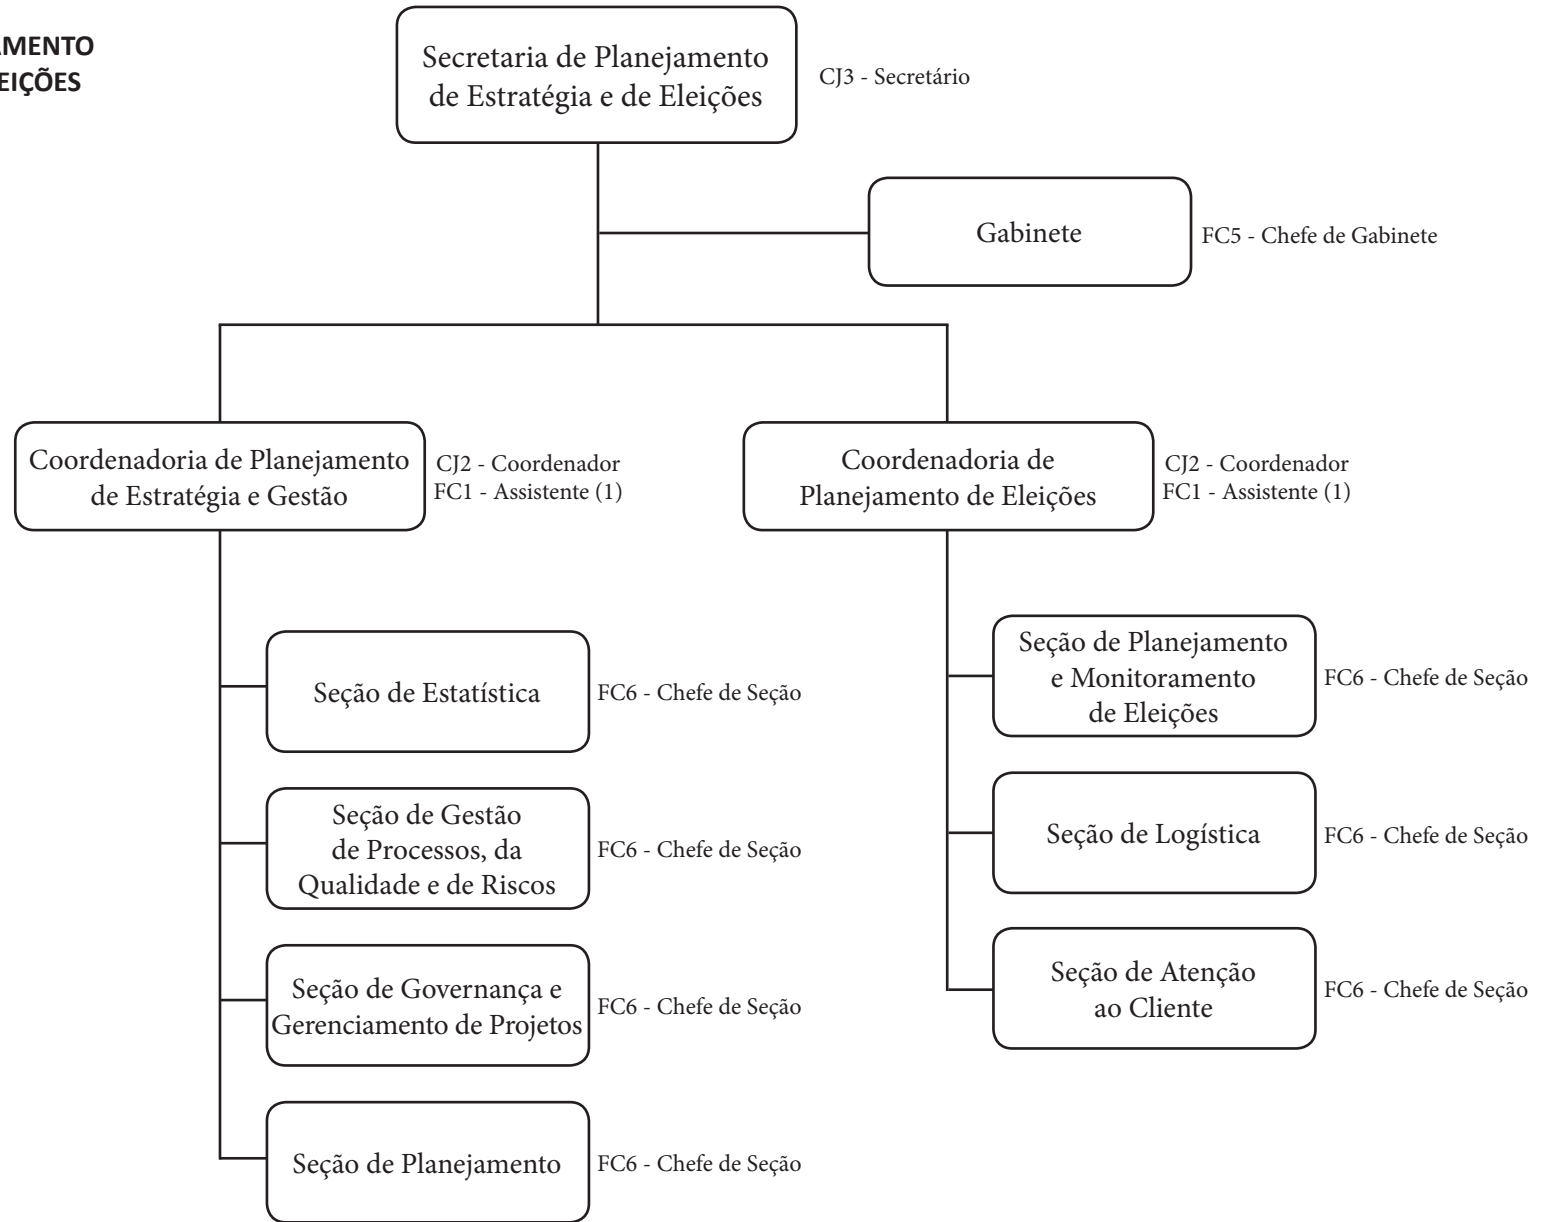 AMENTO
EIÇÕES
Secretaria de Planejamento
de Estratégia e de Eleições
CJ3 - Secretário
Gabinete
FC5 - Chefe de Gabinete
Coordenadoria de Planejamento
de Estratégia e Gestão
CJ2 - Coordenador
FC1 - Assistente (1)
Coordenadoria de
Planejamento de Eleições
CJ2 - Coordenador
FC1 - Assistente (1)
Seção de Estatística
FC6 - Chefe de Seção
Seção de Gestão
de Processos, da
Qualidade e de Riscos
FC6 - Chefe de Seção
Seção de Governança e
Gerenciamento de Projetos
FC6 - Chefe de Seção
Seção de Planejamento
FC6 - Chefe de Seção
Seção de Planejamento
e Monitoramento
de Eleições
FC6 - Chefe de Seção
Seção de Logística
FC6 - Chefe de Seção
Seção de Atenção
ao Cliente
FC6 - Chefe de Seção